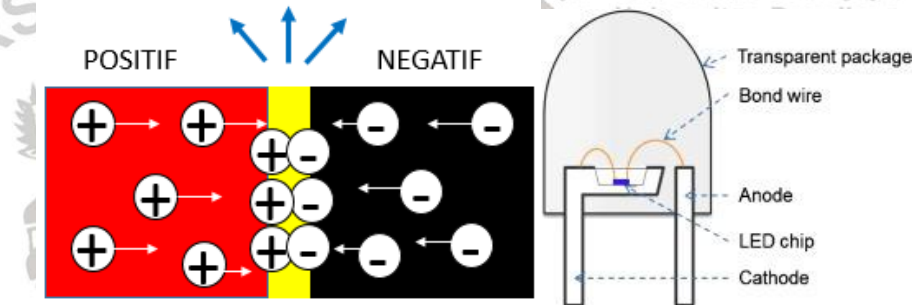 POSITIF
NEGATIF
+ + - -
+ -
+ -
+ -
+ + - - -
Transparent package
Bond wire
Anode
LED chip
Cathode